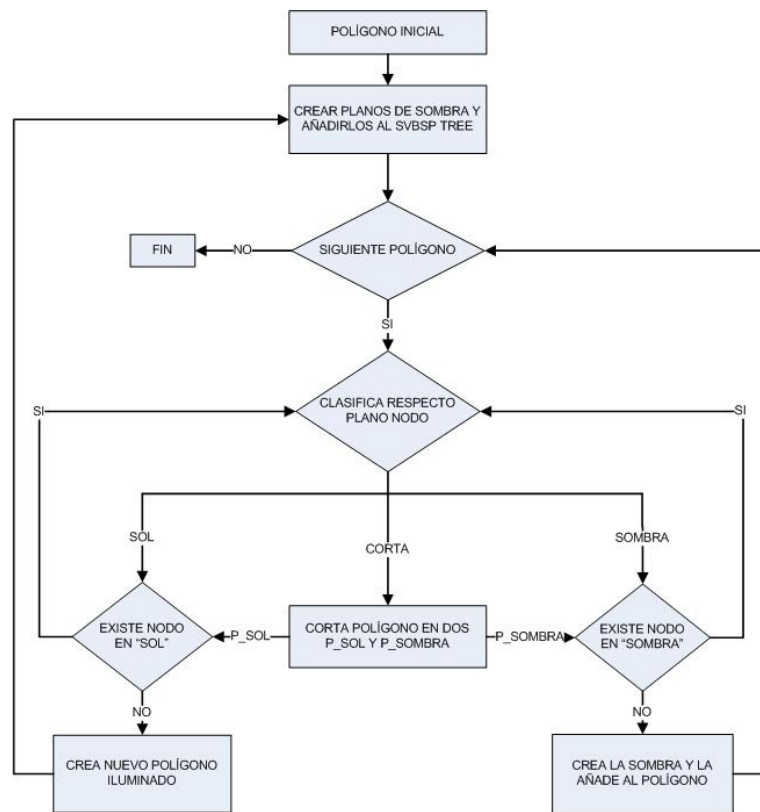 POLÍGONO INICIAL
CREAR PLANOS DE SOMBRA Y
AÑADIRLOS AL SVBSP TREE
SIGUIENTE POLÍGONO
NO
FIN
SI
CLASIFICA RESPECTO
PLANO NODO
SI
SI
SOL
CORTA
SOMBRA
EXISTE NODO
EN "SOL"
P_SOL
CORTA POLÍGONO EN DOS
P_SOL Y P_SOMBRA
P_SOMBRA
EXISTE NODO
EN "SOMBRA"
NO
NO
CREA NUEVO POLÍGONO
ILUMINADO
CREA LA SOMBRA Y LA
AÑADE AL POLÍGONO